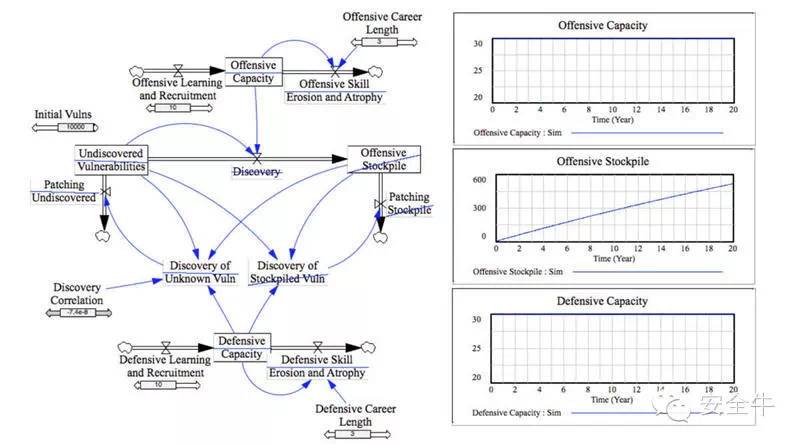 Offensive Career
Length
3
Offensive
Capacity
Offensive Learning
and Recruitment
10
Offensive Skill
Erosion and Atrophy
Initial Vulns
10000
Undiscovered
Vulnerabilities
Discovery
Offensive
Stockpile
Patching
Undiscovered
Patching
Stockpile
Discovery of
Unknown Vuln
Discovery of
Stockpiled Vuln
Discovery
Correlation
-7.4e-8
Defensive
Capacity
Defensive Learning
and Recruitment
10
Defensive Skill
Erosion and Atrophy
Defensive Career
Length
3
Offensive Capacity
30
25
20
0 2 4 6 8 10 12 14 16 18 20
Time (Year)
Offensive Capacity : Sim
Offensive Stockpile
600
300
0
0 2 4 6 8 10 12 14 16 18 20
Time (Year)
Offensive Stockpile : Sim
Defensive Capacity
30
25
20
0 2 4 6 8 10 12 14 16 18 20
Time (Year)
Defensive Capacity : Sim
安全牛